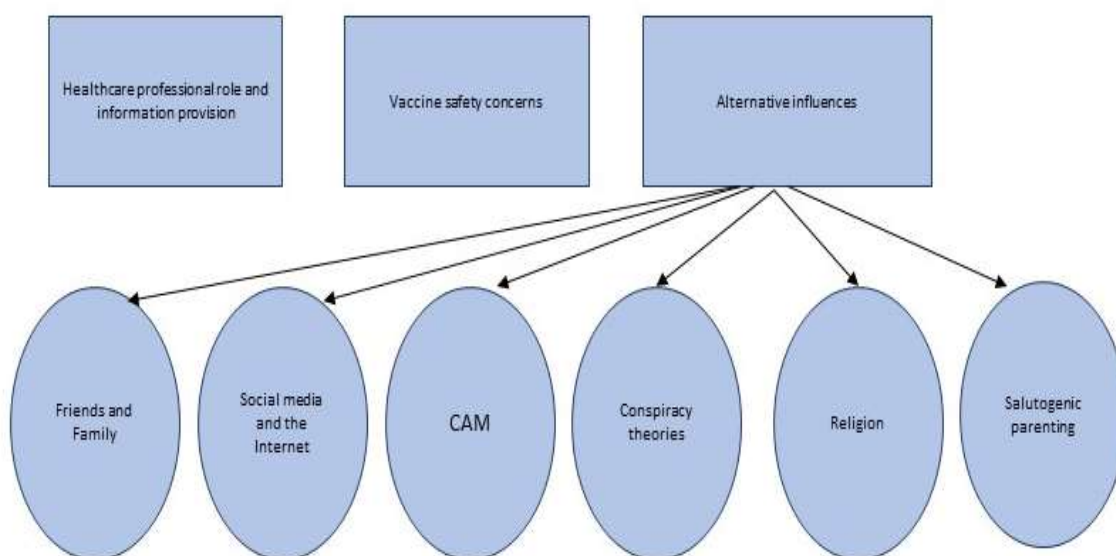 Healthcare professional role and
information provision
Vaccine safety concerns
Alternative influences
Friends and
Family
Social media
and the
Internet
CAM
Conspiracy
theories
Religion
Salutogenic
parenting